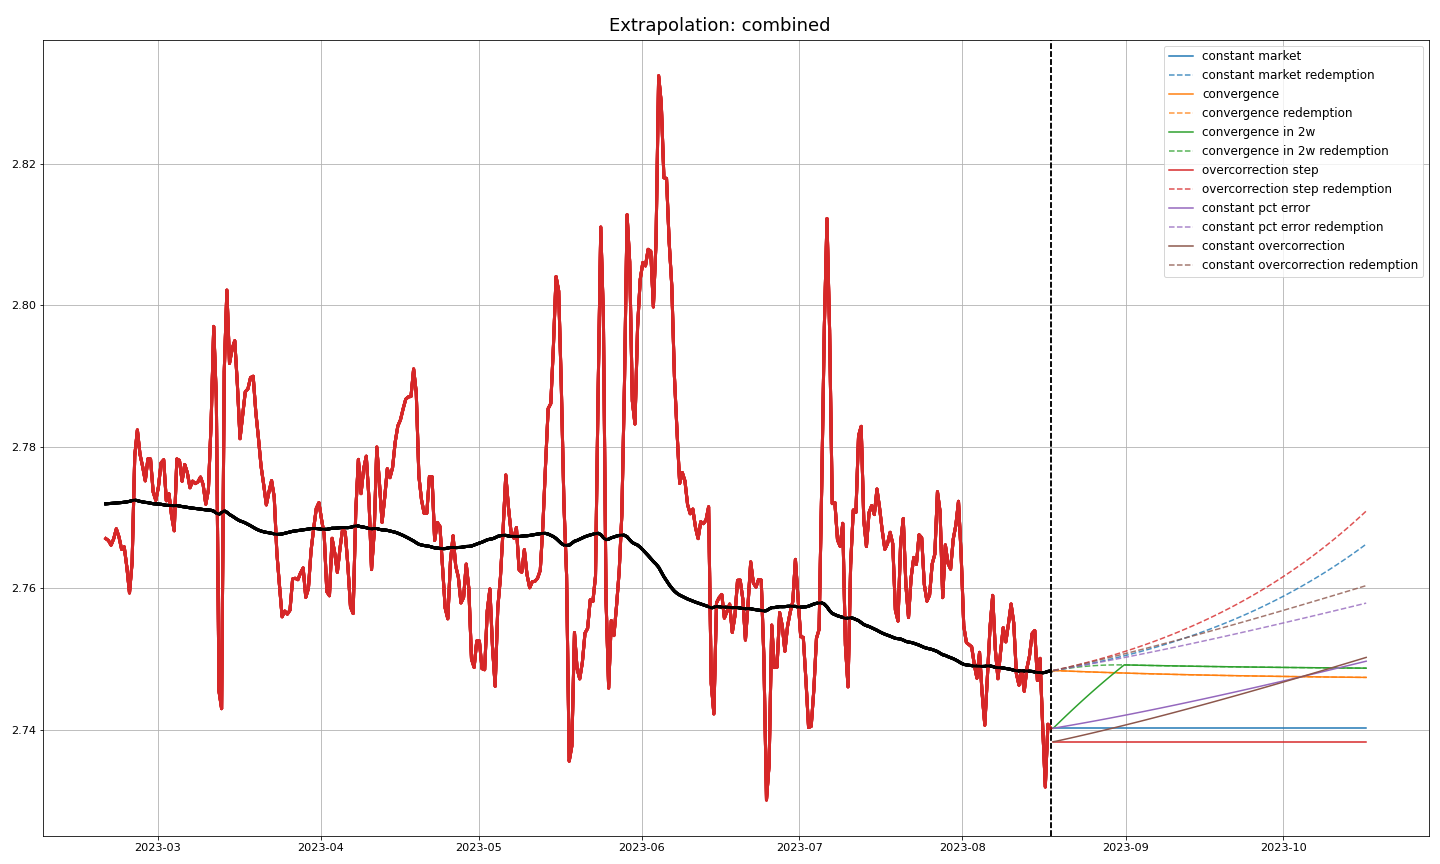 Extrapolation: combined
constant market
constant market redemption
convergence
convergence redemption
convergence in 2w
convergence in 2w redemption
overcorrection step
overcorrection step redemption
constant pct error
constant pct error redemption
constant overcorrection
constant overcorrection redemption
2.82
2.80
2.78
2.76
2.74
2023-03
2023-04
2023-05
2023-06
2023-07
2023-08
2023-09
2023-10